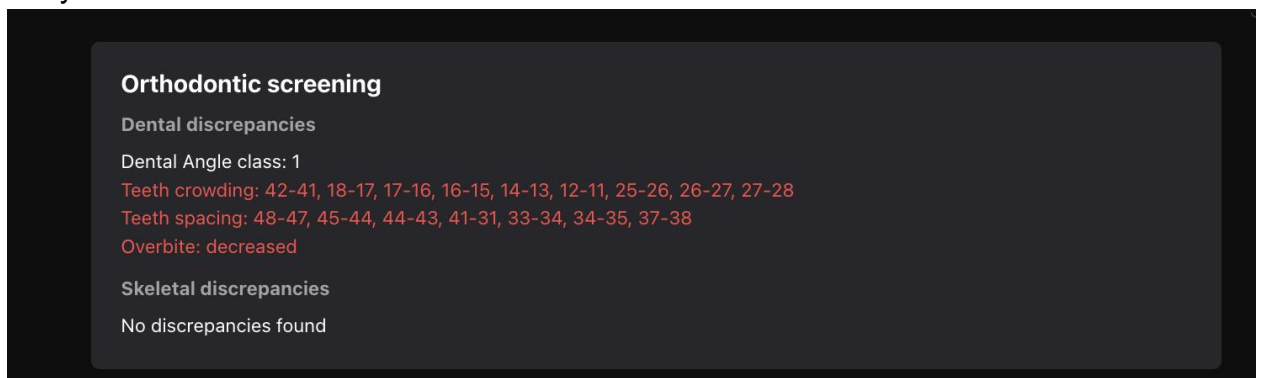 Orthodontic screening
Dental discrepancies
Dental Angle class: 1
Teeth crowding: 42-41, 18-17, 17-16, 16-15, 14-13, 12-11, 25-26, 26-27, 27-28
Teeth spacing: 48-47, 45-44, 44-43, 41-31, 33-34, 34-35, 37-38
Overbite: decreased
Skeletal discrepancies
No discrepancies found